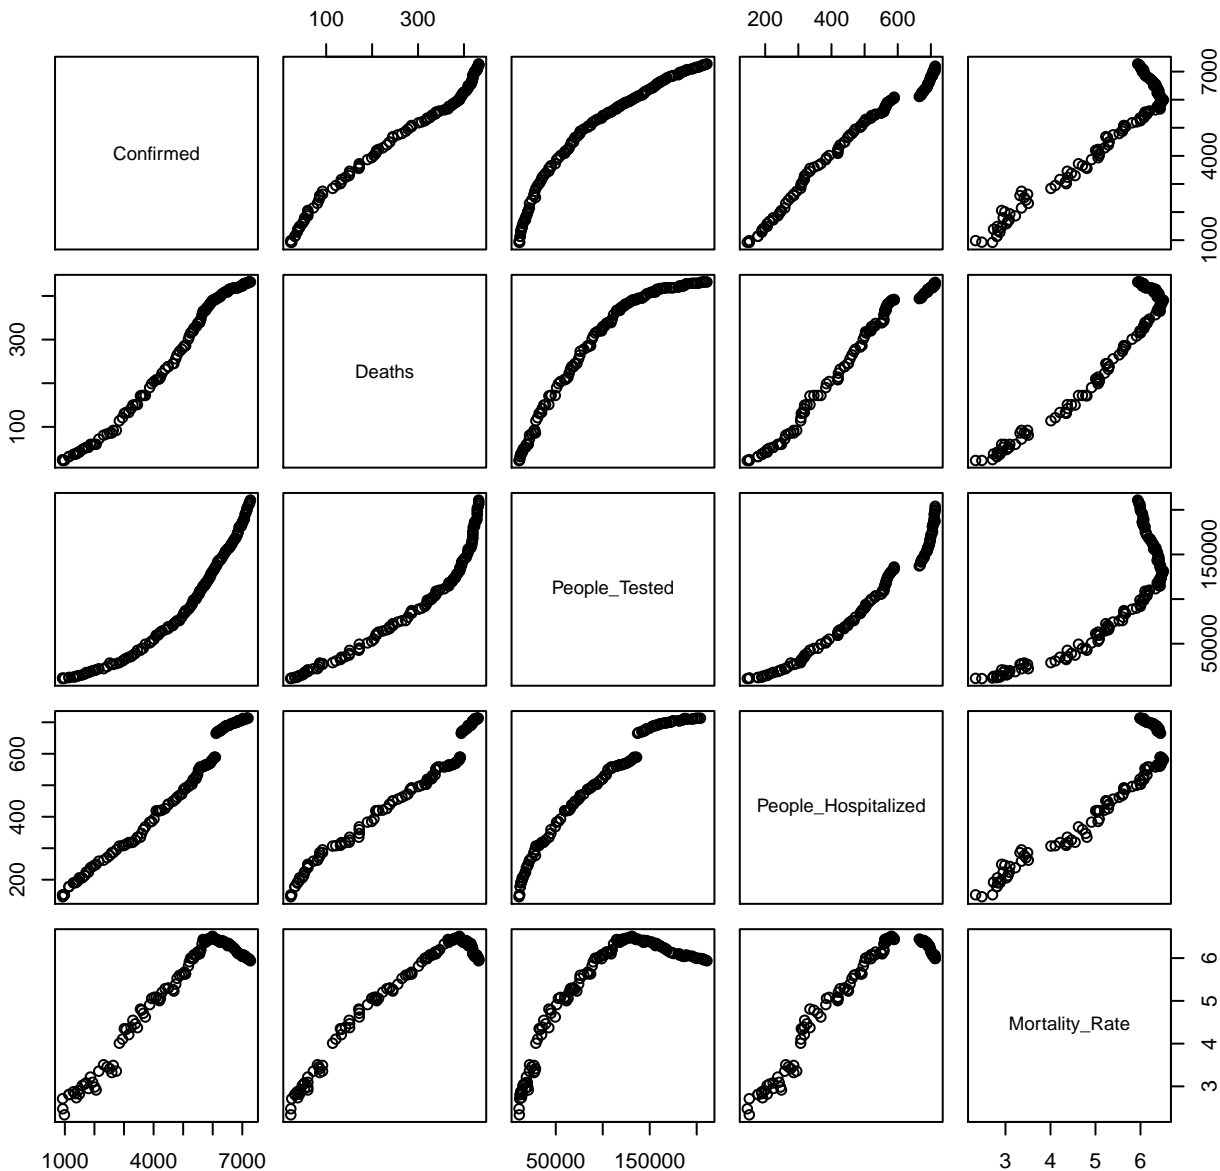 100 300 200 400 600
Confirmed 1000 4000 7000
100 300 Deaths
People_Tested 50000 150000
200 400 600 People_Hospitalized
Mortality_Rate 3 4 5 6
1000 4000 7000 50000 150000 3 4 5 6